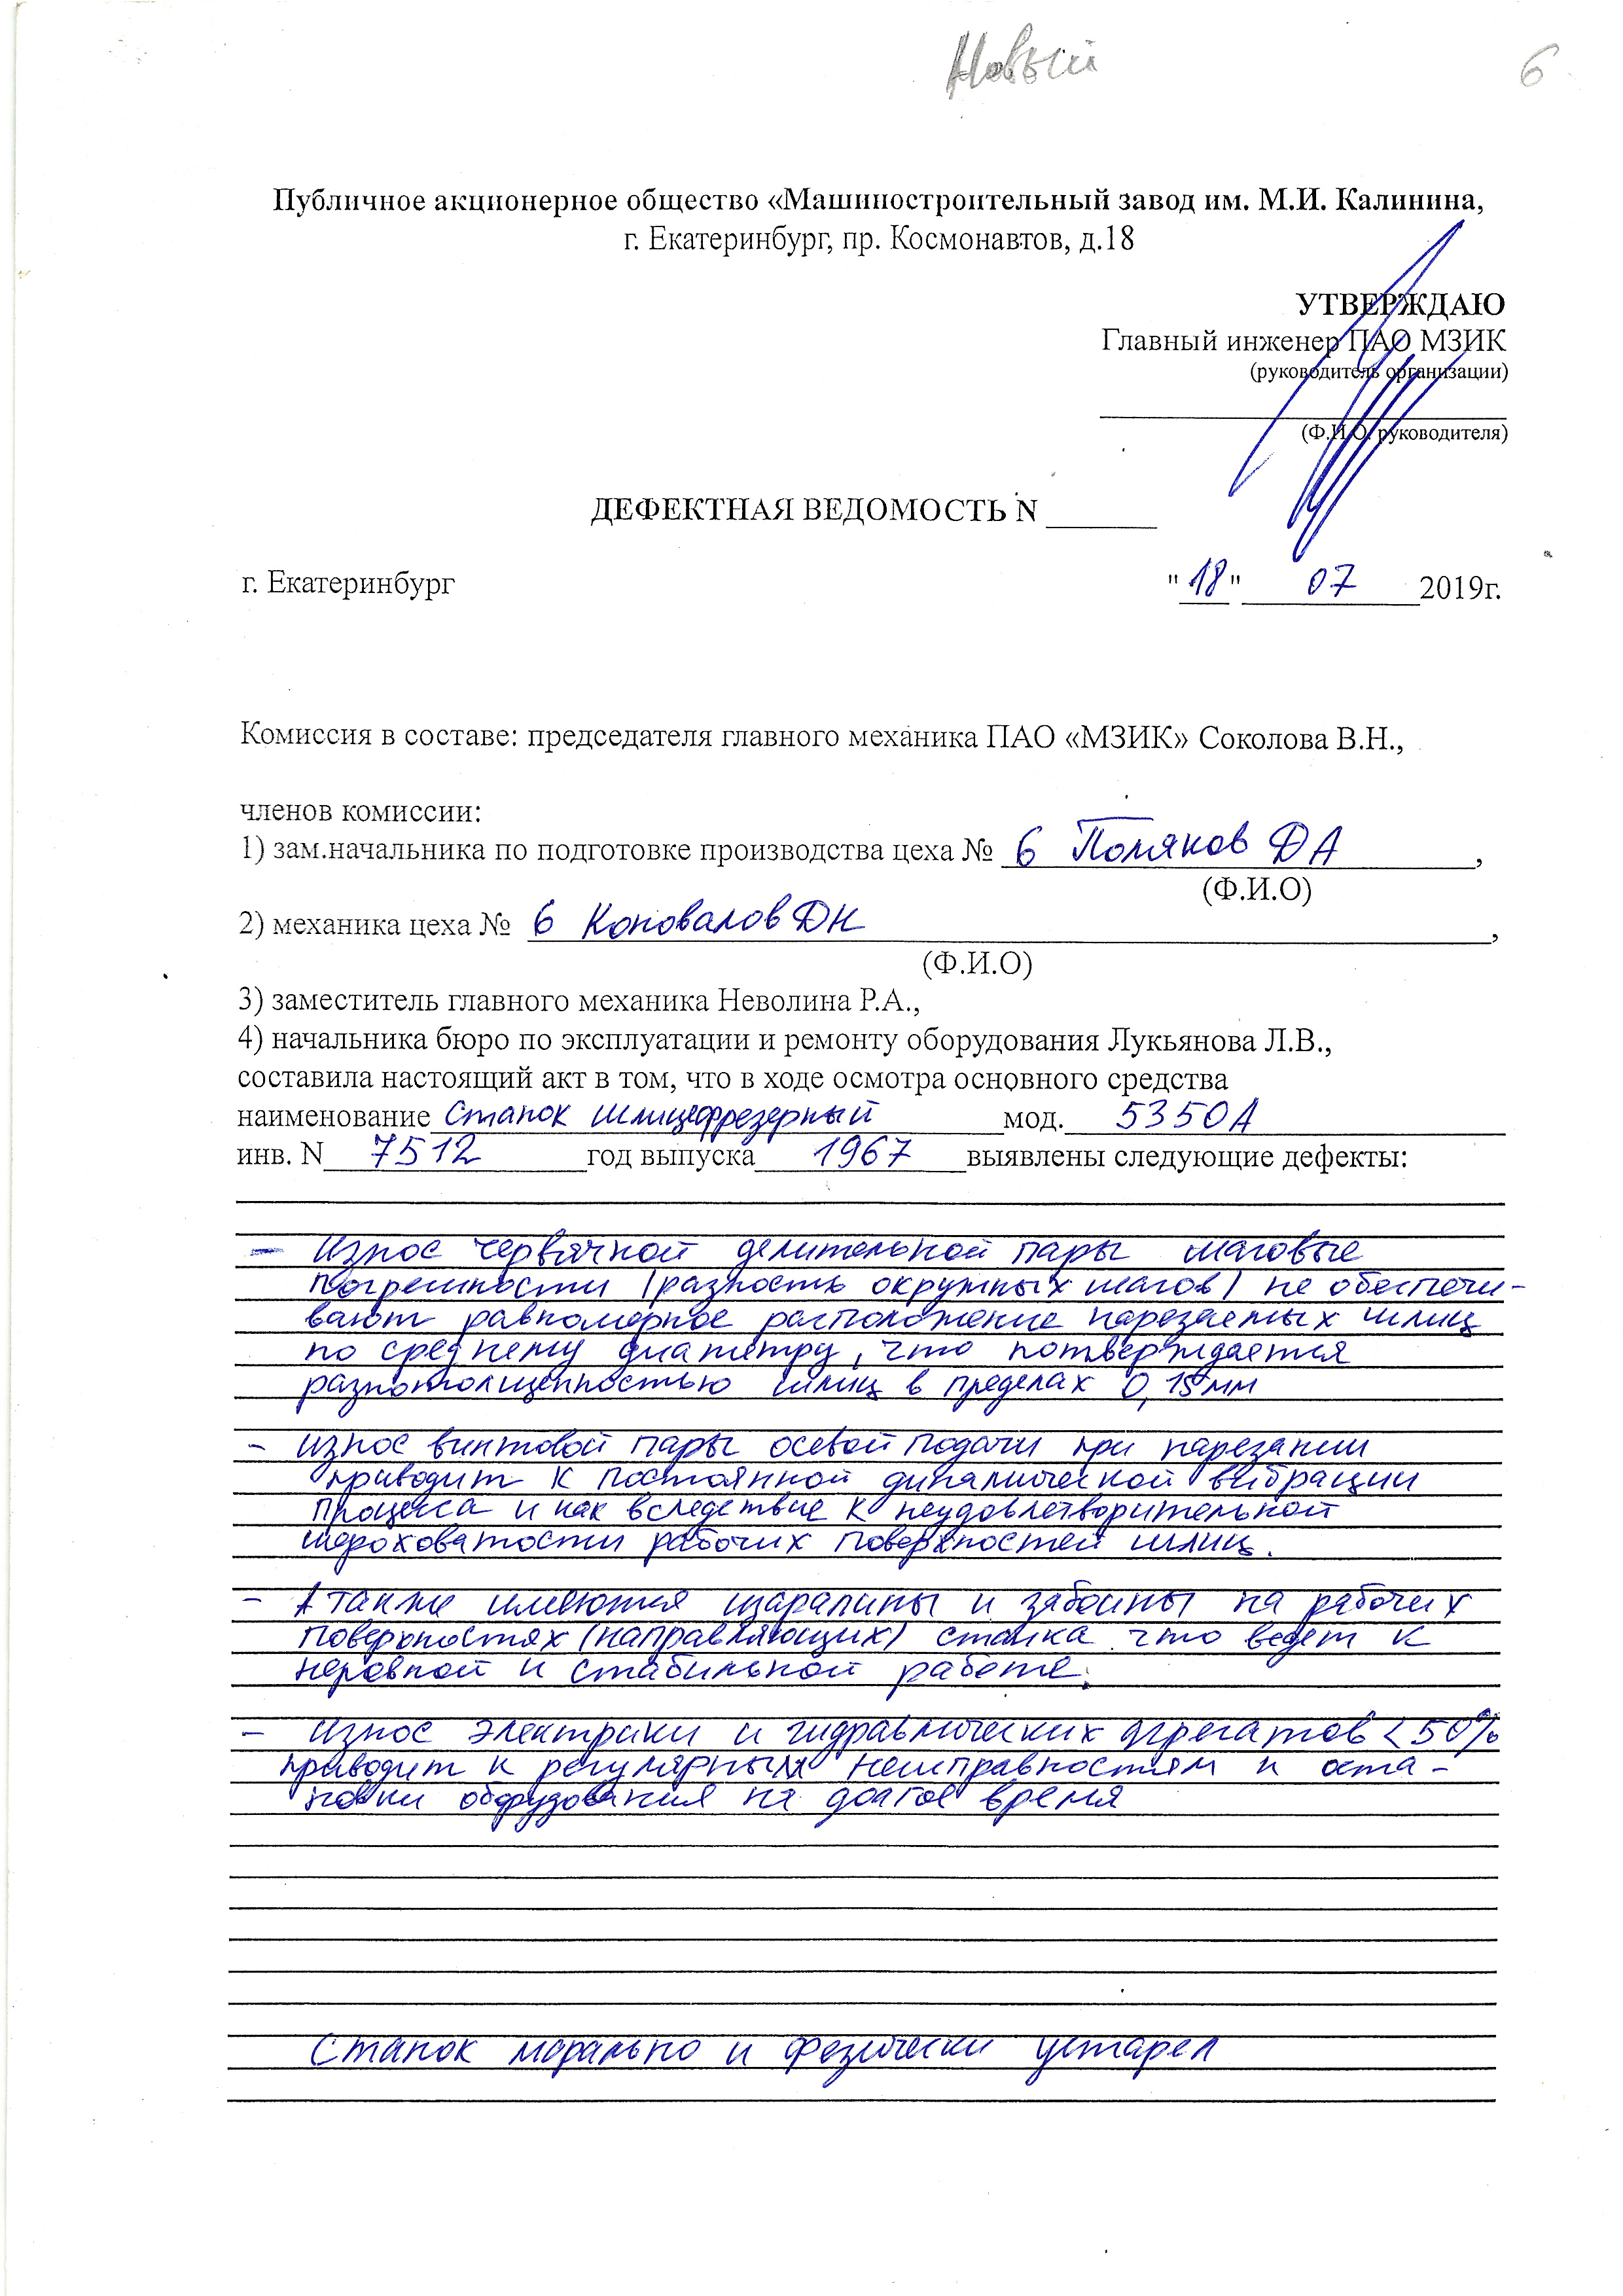 Новый
6
Публичное акционерное общество «Машиностроительный завод им. М.И. Калинина,
г. Екатеринбург, пр. Космонавтов, д.18
УТВЕРЖДАЮ
Главный инженер ПАО МЗИК
(руководитель организации)
(Ф.И.О. руководителя)
ДЕФЕКТНАЯ ВЕДОМОСТЬ N ______
г. Екатеринбург "18" 07 2019г.
Комиссия в составе: председателя главного механика ПАО «МЗИК» Соколова В.Н.,
членов комиссии:
1) зам.начальника по подготовке производства цеха № 6 Поляков ДА,
(Ф.И.О)
2) механика цеха № 6 Коновалов ДН,
(Ф.И.О)
3) заместитель главного механика Неволина Р.А.,
4) начальника бюро по эксплуатации и ремонту оборудования Лукьянова Л.В.,
составила настоящий акт в том, что в ходе осмотра основного средства
наименование Станок шлицефрезерный мод. 5350А
инв. N 7512 год выпуска 1967 выявлены следующие дефекты:
- Износ червячной делительной пары шаговые
погрешности (разность окружных шагов) не обеспечи-
вают равномерное расположение нарезаемых шлиц
по среднему диаметру, что потверждается
разнотолщенностью шлиц в пределах 0,15мм
- Износ винтовой пары осевой подачи при нарезании
приводит к постоянной динамической вибрации
процесса и как вследствие к неудовлетворительной
шероховатости рабочих поверхностей шлиц.
- А также имеются царапины и забоины на рабочих
поверхностях (направляющих) станка что ведет к
неровной и стабильной работе.
- Износ электрики и гидравлических агрегатов < 50%
приводит к регулярным неисправностям и оста-
новки оборудования на долгое время
Станок морально и физически устарел